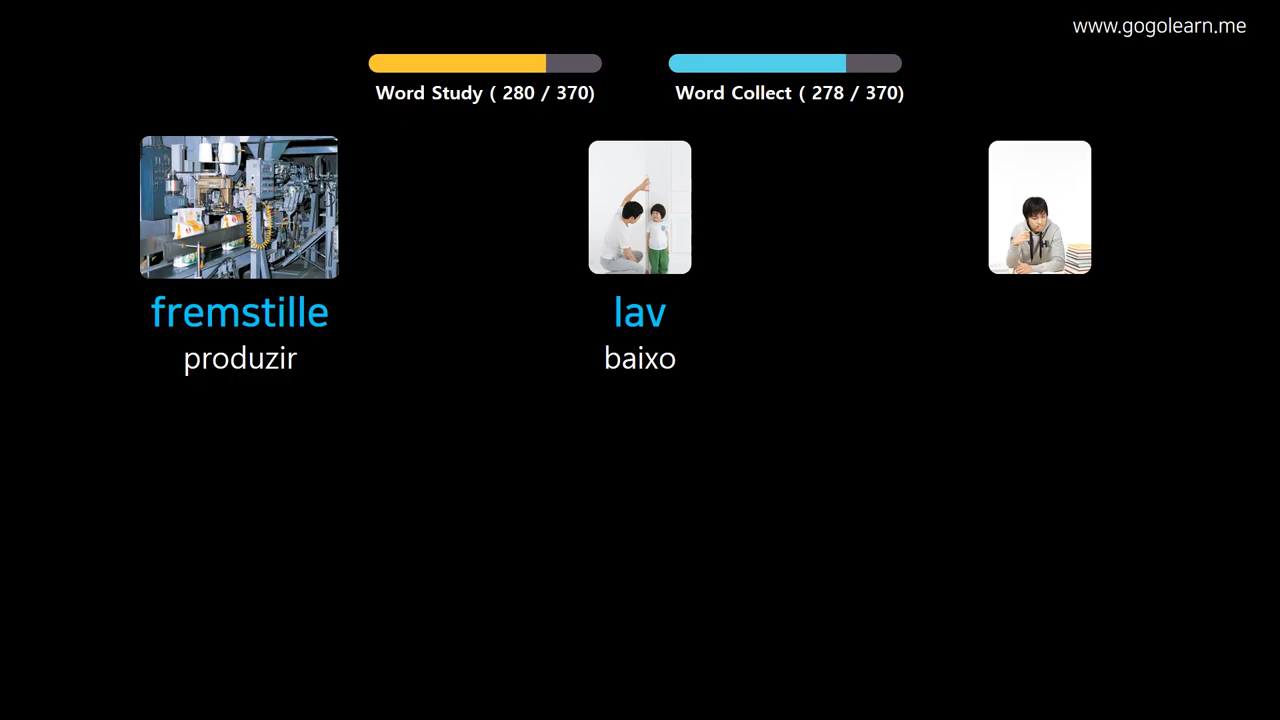 www.gogolearn.me
Word Study ( 280 / 370)
Word Collect ( 278 / 370)
fremstille
produzir
lav
baixo